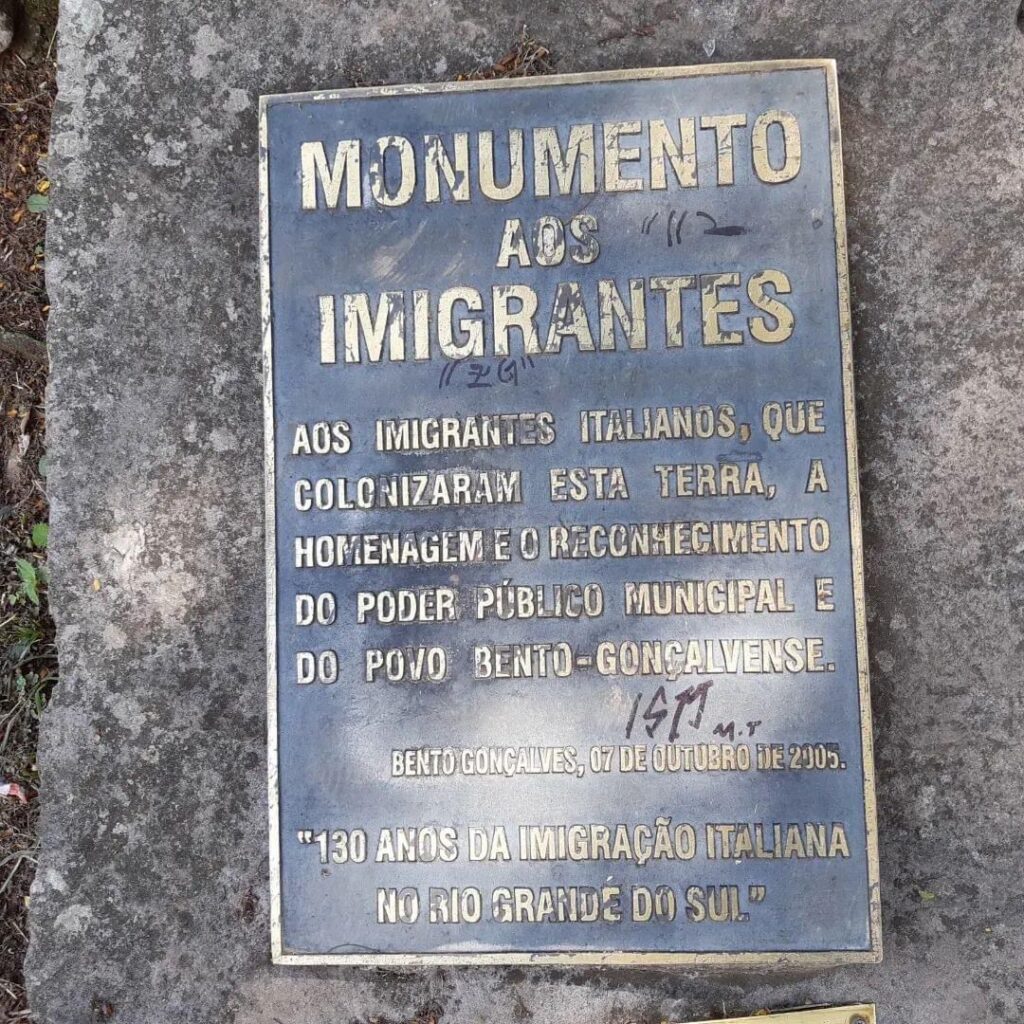 MONUMENTO
AOS
IMIGRANTES
"ZG"
AOS IMIGRANTES ITALIANOS, QUE
COLONIZARAM ESTA TERRA, A
HOMENAGEM E O RECONHECIMENTO
DO PODER PÚBLICO MUNICIPAL E
DO POVO BENTO-GONÇALVENSE.
M.T
BENTO GONÇALVES, 07 DE OUTUBRO DE 2005.
"130 ANOS DA IMIGRAÇÃO ITALIANA
NO RIO GRANDE DO SUL"